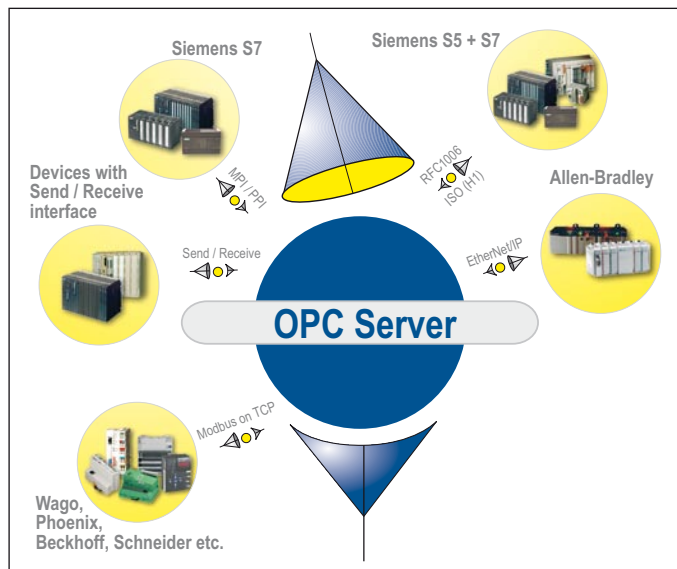 Siemens S7
Siemens S5 + S7
MPI / PPI
RFC1006
ISO (H1)
Devices with
Send / Receive
interface
Allen-Bradley
Send / Receive
EtherNet/IP
OPC Server
Modbus on TCP
Wago,
Phoenix,
Beckhoff, Schneider etc.